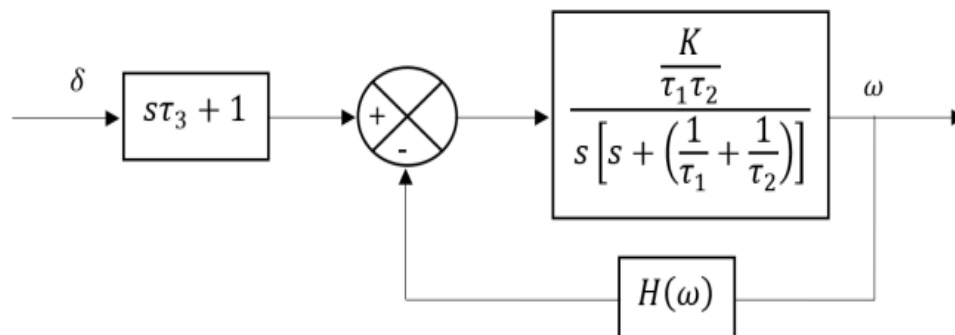 δ
sτ₃ + 1
+
-
K
τ₁τ₂
s[s + (1/τ₁ + 1/τ₂)]
ω
H(ω)